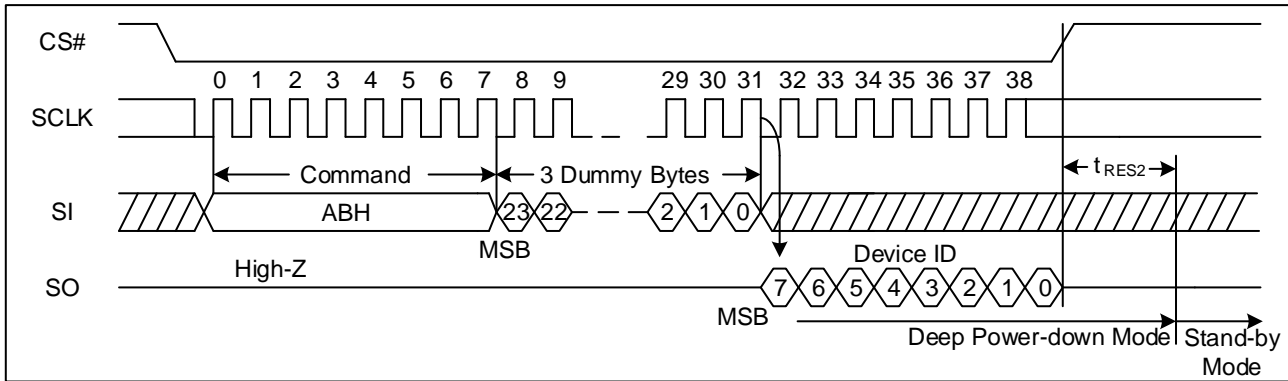 CS#
0 1 2 3 4 5 6 7 8 9 29 30 31 32 33 34 35 36 37 38
SCLK
Command 3 Dummy Bytes tRES2
SI ABH 23 22 2 1 0
MSB
High-Z Device ID
SO 7 6 5 4 3 2 1 0
MSB
Deep Power-down Mode Stand-by
Mode